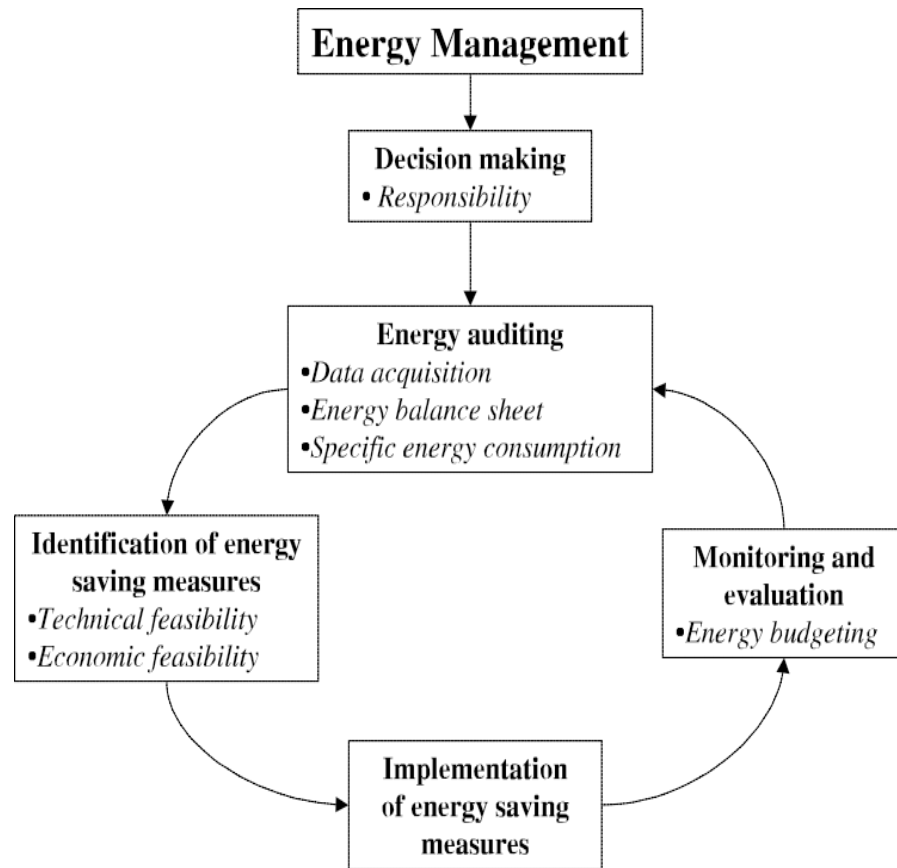 Energy Management
Decision making
• Responsibility
Energy auditing
•Data acquisition
•Energy balance sheet
•Specific energy consumption
Identification of energy
saving measures
•Technical feasibility
•Economic feasibility
Monitoring and
evaluation
•Energy budgeting
Implementation
of energy saving
measures